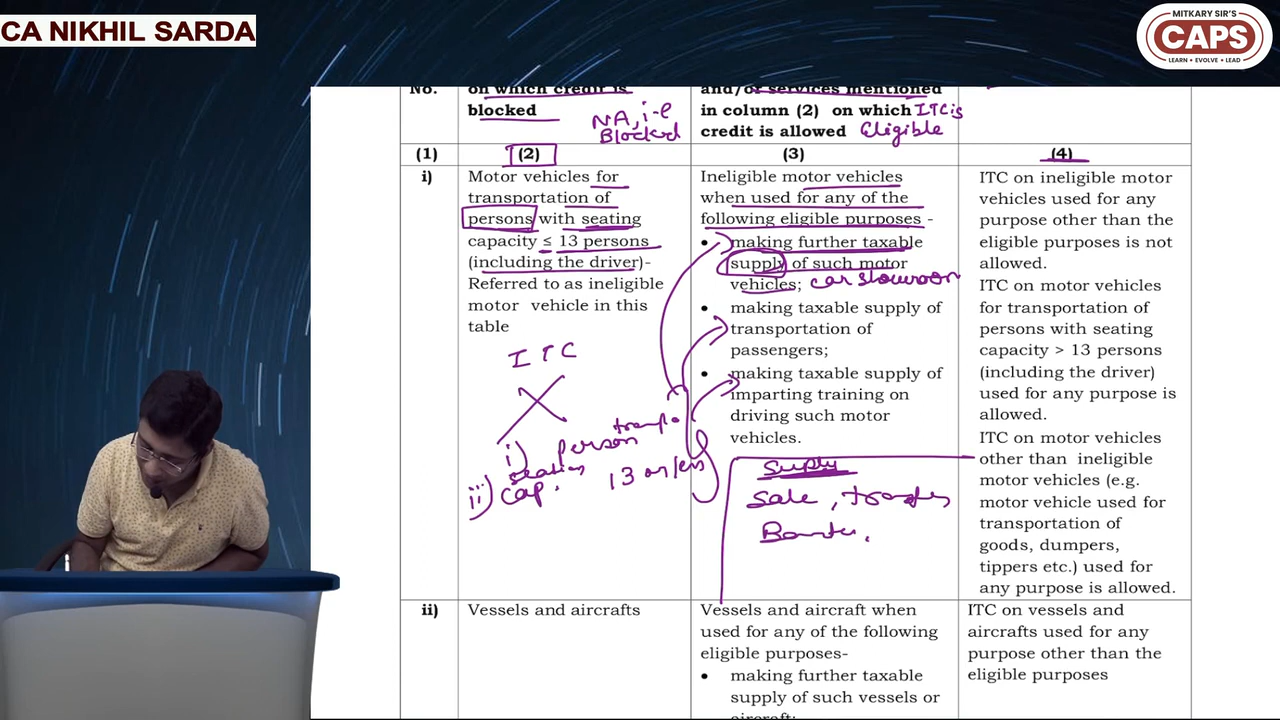 CA NIKHIL SARDA
MITKARY SIR'S
CAPS
LEARN • EVOLVE • LEAD
No.
on which credit is
blocked
NA, i-e
Blocked
and/or services mentioned
in column (2) on which ITC is
credit is allowed Eligible
(1)
(2)
(3)
(4)
i)
Motor vehicles for
transportation of
persons with seating
capacity ≤ 13 persons
(including the driver)-
Referred to as ineligible
motor vehicle in this
table
ITC
i) person
transpo
ii) seating
cap.
13 or less
Ineligible motor vehicles
when used for any of the
following eligible purposes -
• making further taxable
supply of such motor
vehicles; car showroom
• making taxable supply of
transportation of
passengers;
• making taxable supply of
imparting training on
driving such motor
vehicles.
Supply
Sale, transfer
Barter,
ITC on ineligible motor
vehicles used for any
purpose other than the
eligible purposes is not
allowed.
ITC on motor vehicles
for transportation of
persons with seating
capacity > 13 persons
(including the driver)
used for any purpose is
allowed.
ITC on motor vehicles
other than ineligible
motor vehicles (e.g.
motor vehicle used for
transportation of
goods, dumpers,
tippers etc.) used for
any purpose is allowed.
ii)
Vessels and aircrafts
Vessels and aircraft when
used for any of the following
eligible purposes-
• making further taxable
supply of such vessels or
aircraft;
ITC on vessels and
aircrafts used for any
purpose other than the
eligible purposes